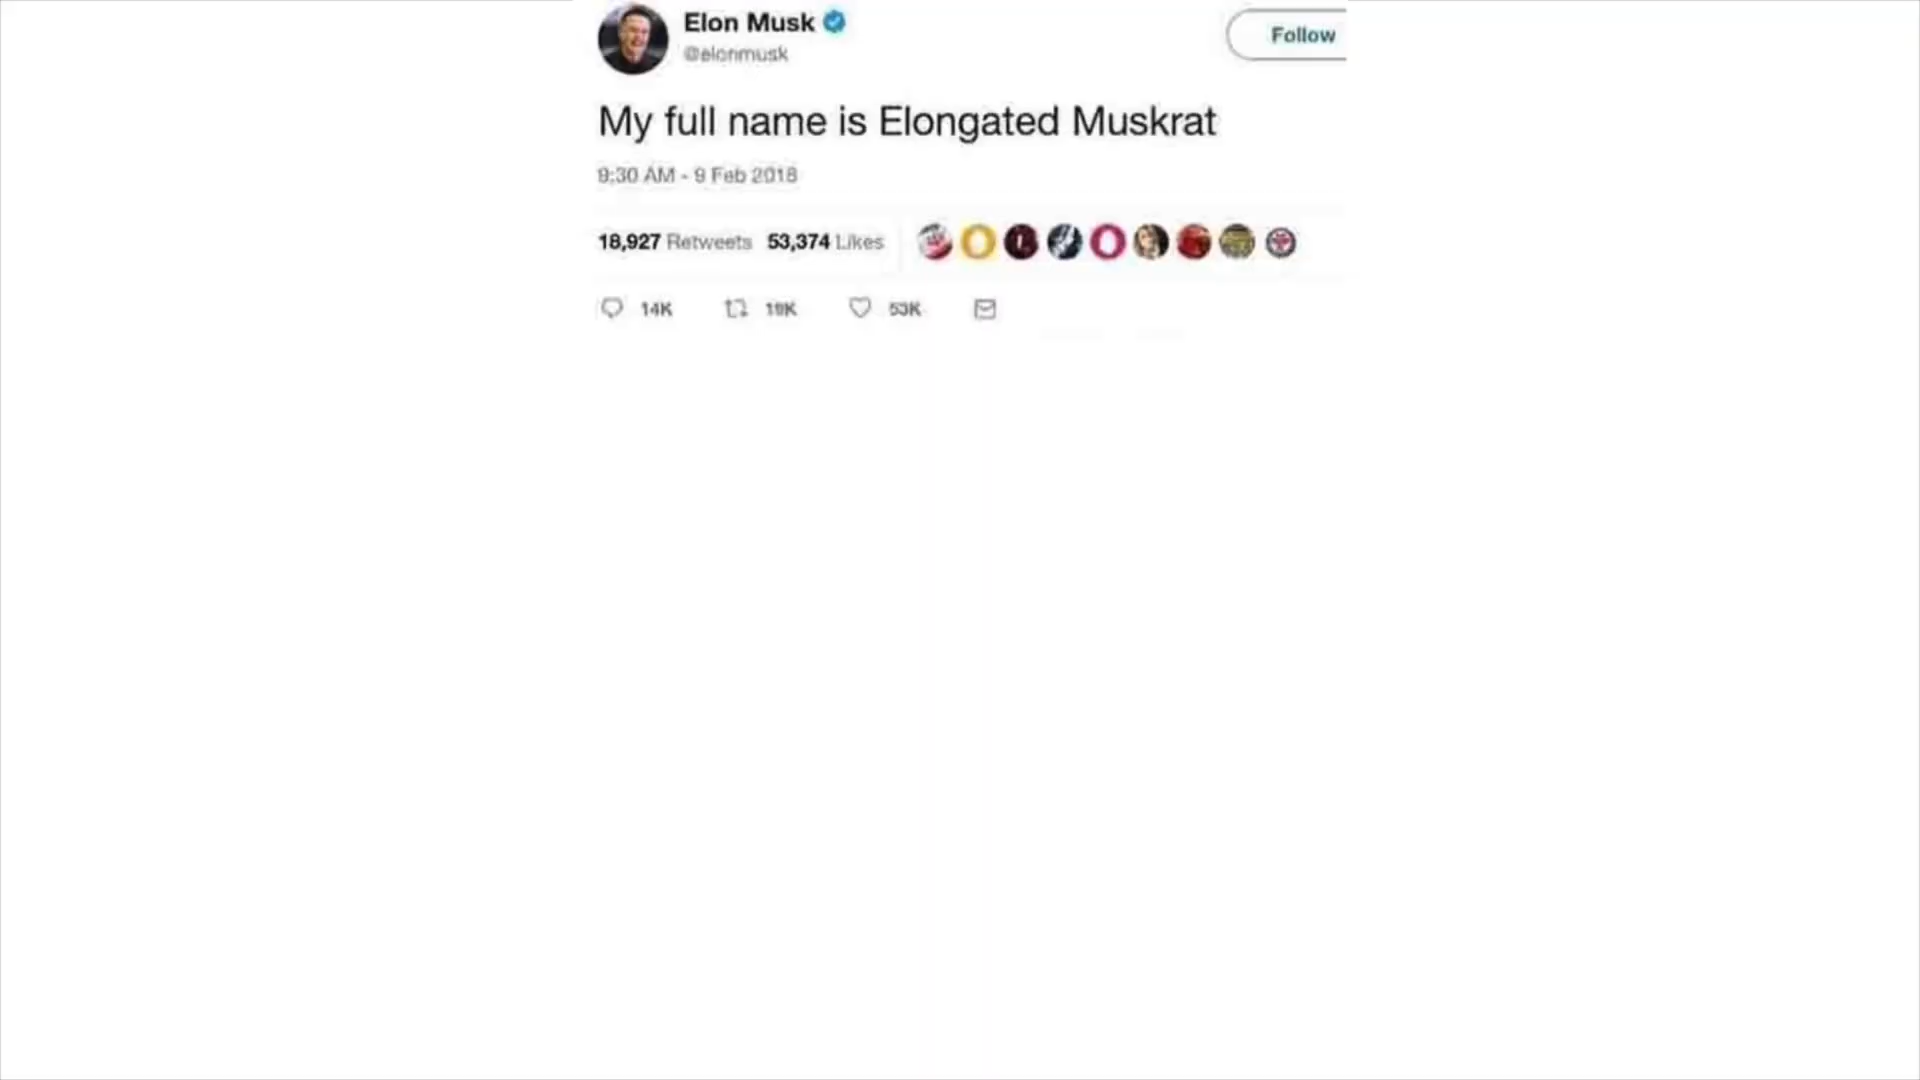 Elon Musk
@elonmusk
Follow
My full name is Elongated Muskrat
9:30 AM - 9 Feb 2018
18,927 Retweets 53,374 Likes
14K 19K 53K